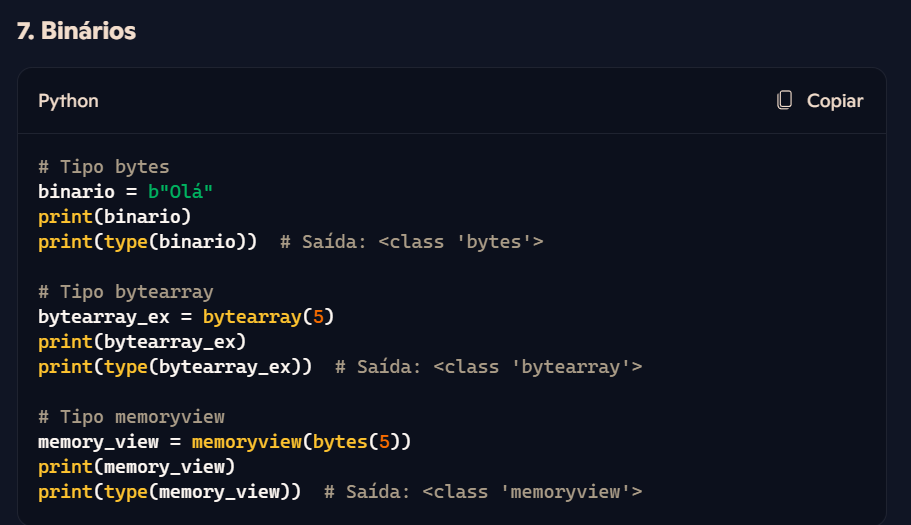 7. Binários
Python
Copiar
# Tipo bytes
binario = b"Olá"
print(binario)
print(type(binario))  # Saída: <class 'bytes'>
# Tipo bytearray
bytearray_ex = bytearray(5)
print(bytearray_ex)
print(type(bytearray_ex))  # Saída: <class 'bytearray'>
# Tipo memoryview
memory_view = memoryview(bytes(5))
print(memory_view)
print(type(memory_view))  # Saída: <class 'memoryview'>